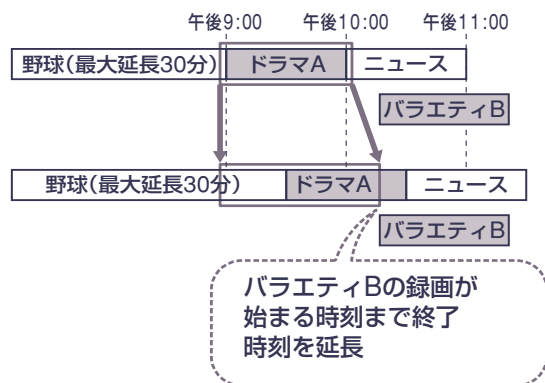 午後9:00 午後10:00 午後11:00
野球(最大延長30分) ドラマA ニュース
バラエティB
野球(最大延長30分) ドラマA ニュース
バラエティB
バラエティBの録画が
始まる時刻まで終了
時刻を延長